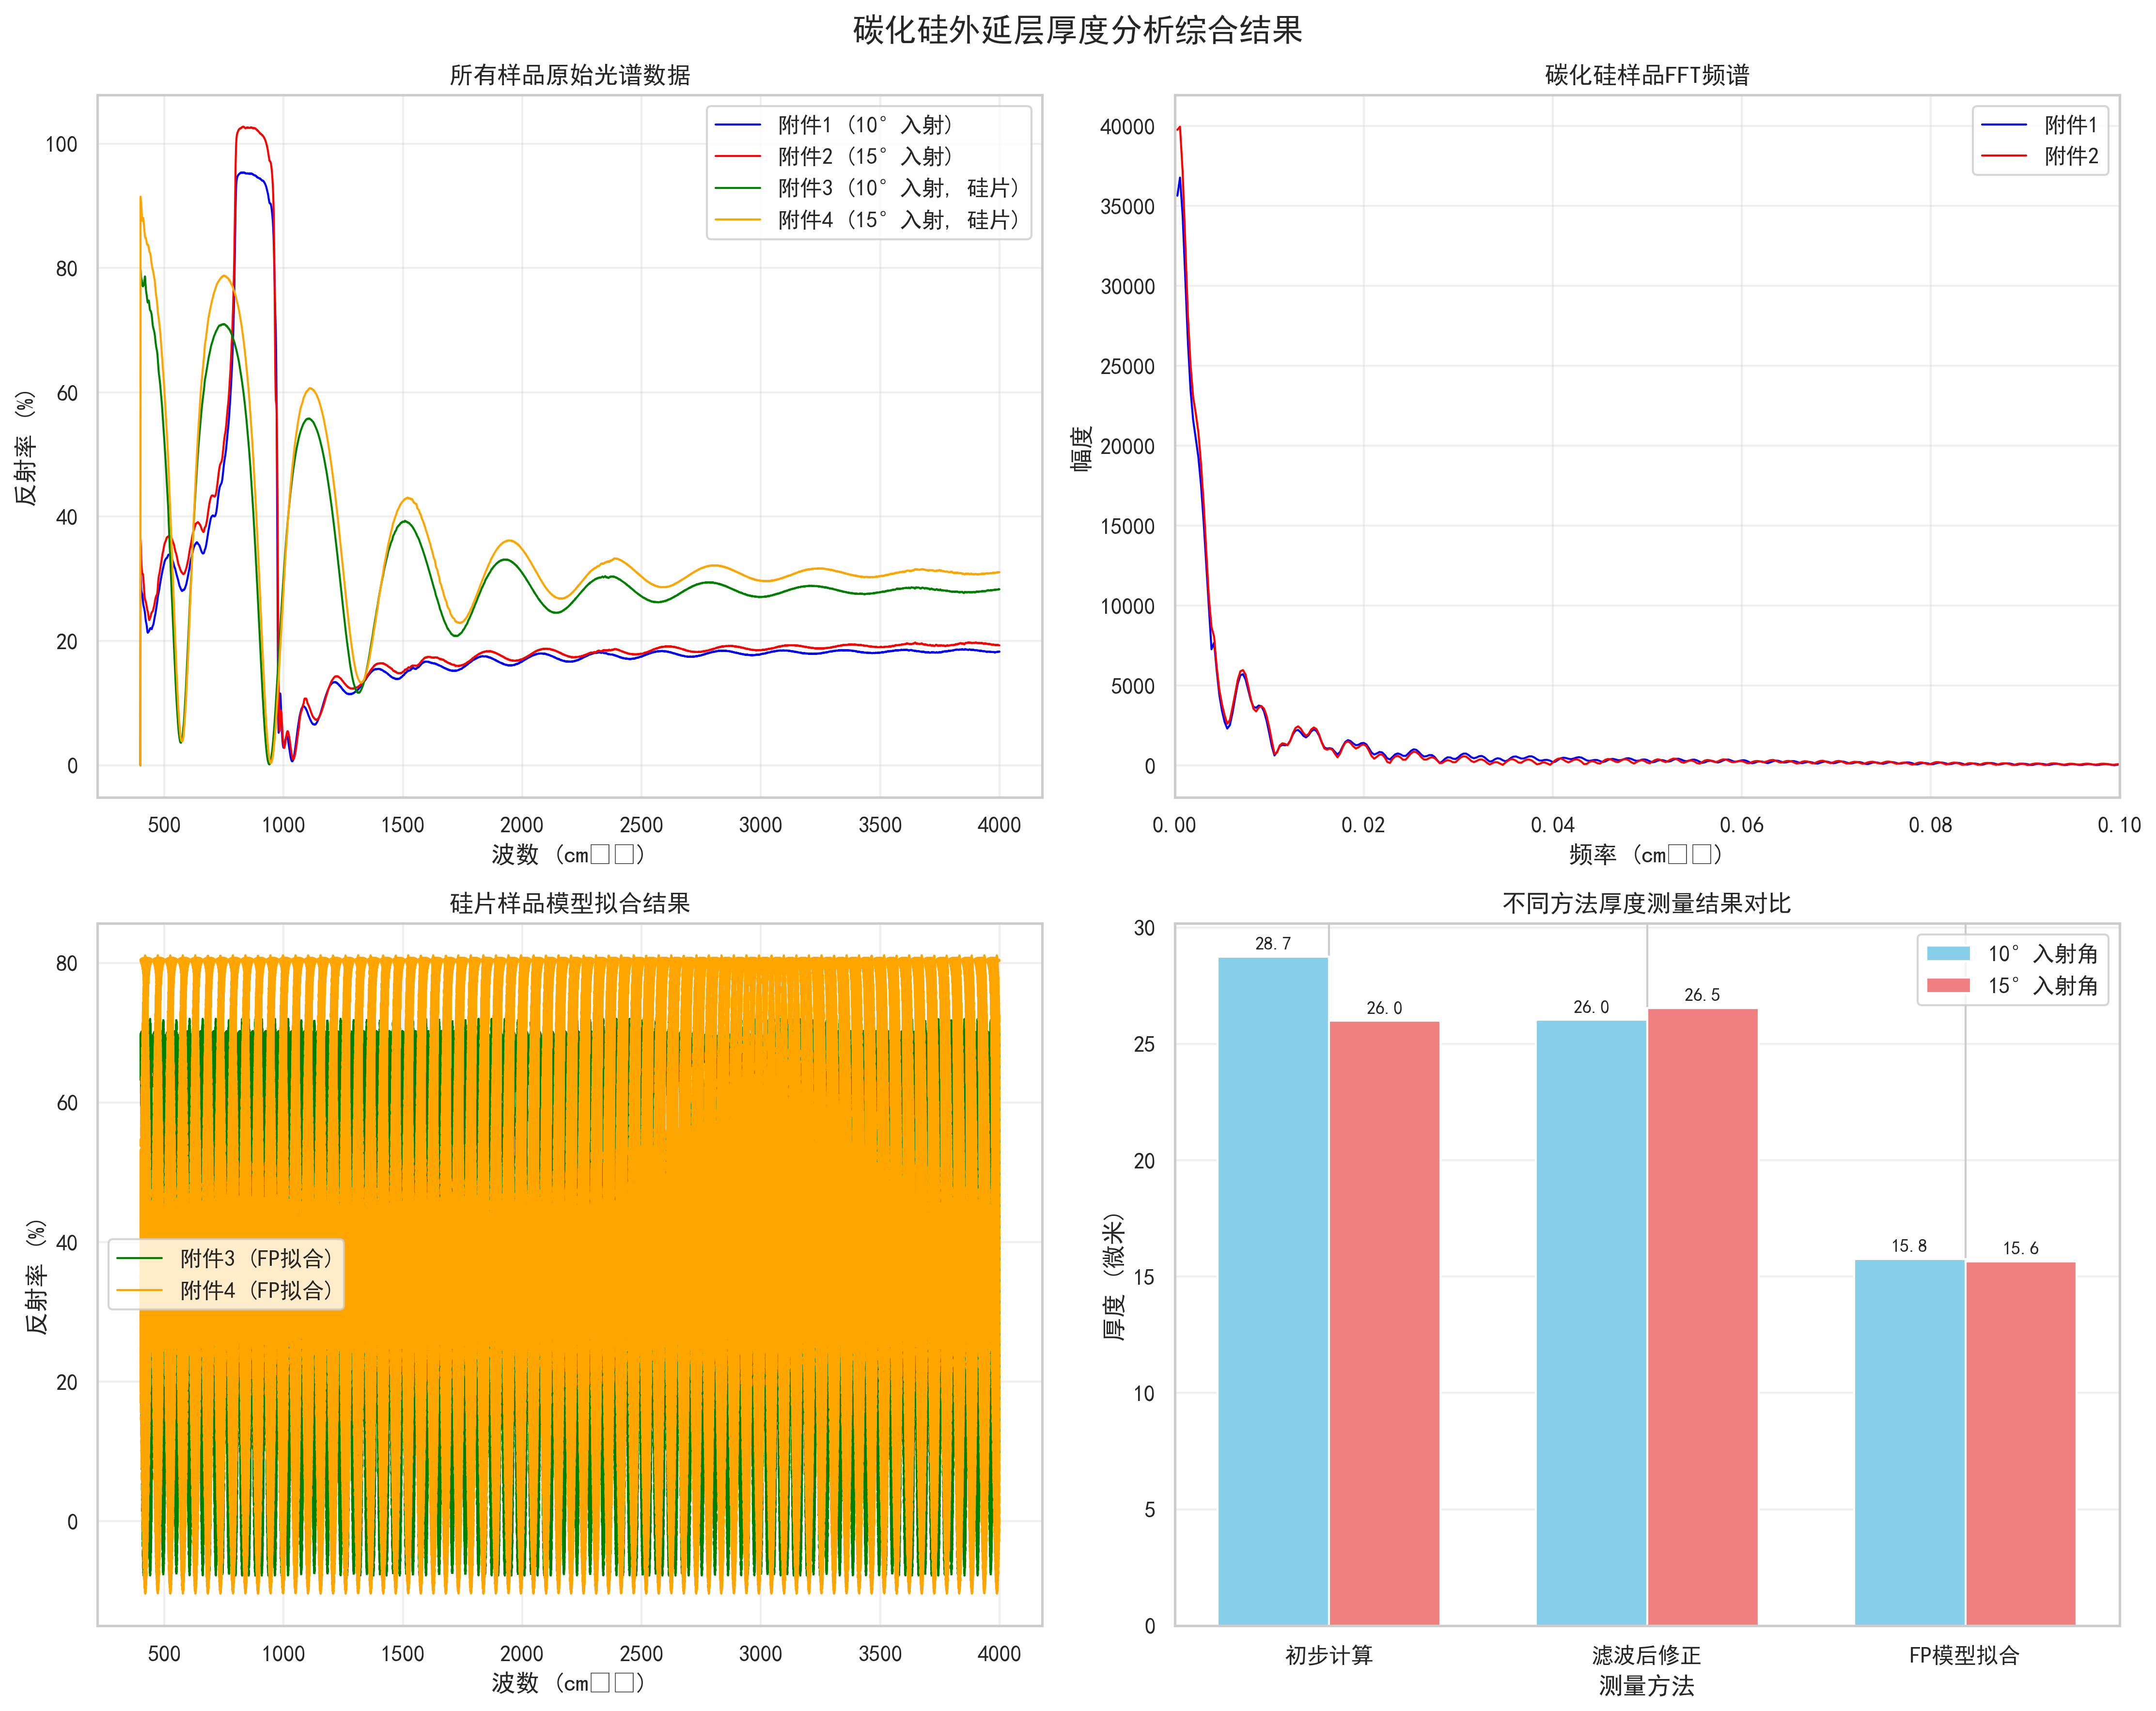 碳化硅外延层厚度分析综合结果
所有样品原始光谱数据
反射率 (%)
100
80
60
40
20
0
附件1 (10° 入射)
附件2 (15° 入射)
附件3 (10° 入射, 硅片)
附件4 (15° 入射, 硅片)
500 1000 1500 2000 2500 3000 3500 4000
波数 (cm□□)
碳化硅样品FFT频谱
幅度
40000
35000
30000
25000
20000
15000
10000
5000
0
附件1
附件2
0.00 0.02 0.04 0.06 0.08 0.10
频率 (cm□□)
硅片样品模型拟合结果
反射率 (%)
80
60
40
20
0
附件3 (FP拟合)
附件4 (FP拟合)
500 1000 1500 2000 2500 3000 3500 4000
波数 (cm□□)
不同方法厚度测量结果对比
厚度 (微米)
30
25
20
15
10
5
0
10° 入射角
15° 入射角
28.7 26.0 26.0 26.5 15.8 15.6
初步计算 滤波后修正 FP模型拟合
测量方法